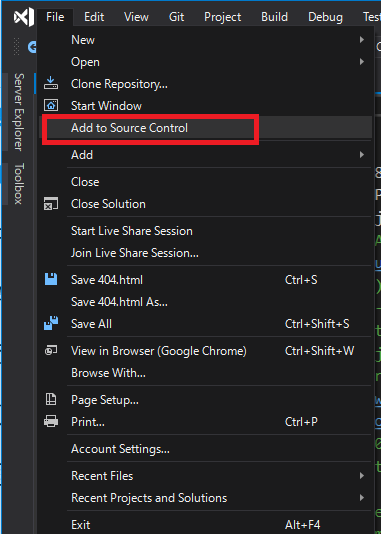 File Edit View Git Project Build Debug
Server Explorer
Toolbox
New
Open
Clone Repository...
Start Window
Add to Source Control
Add
Close
Close Solution
Start Live Share Session
Join Live Share Session...
Save 404.html Ctrl+S
Save 404.html As...
Save All Ctrl+Shift+S
View in Browser (Google Chrome) Ctrl+Shift+W
Browse With...
Page Setup...
Print... Ctrl+P
Account Settings...
Recent Files
Recent Projects and Solutions
Exit Alt+F4